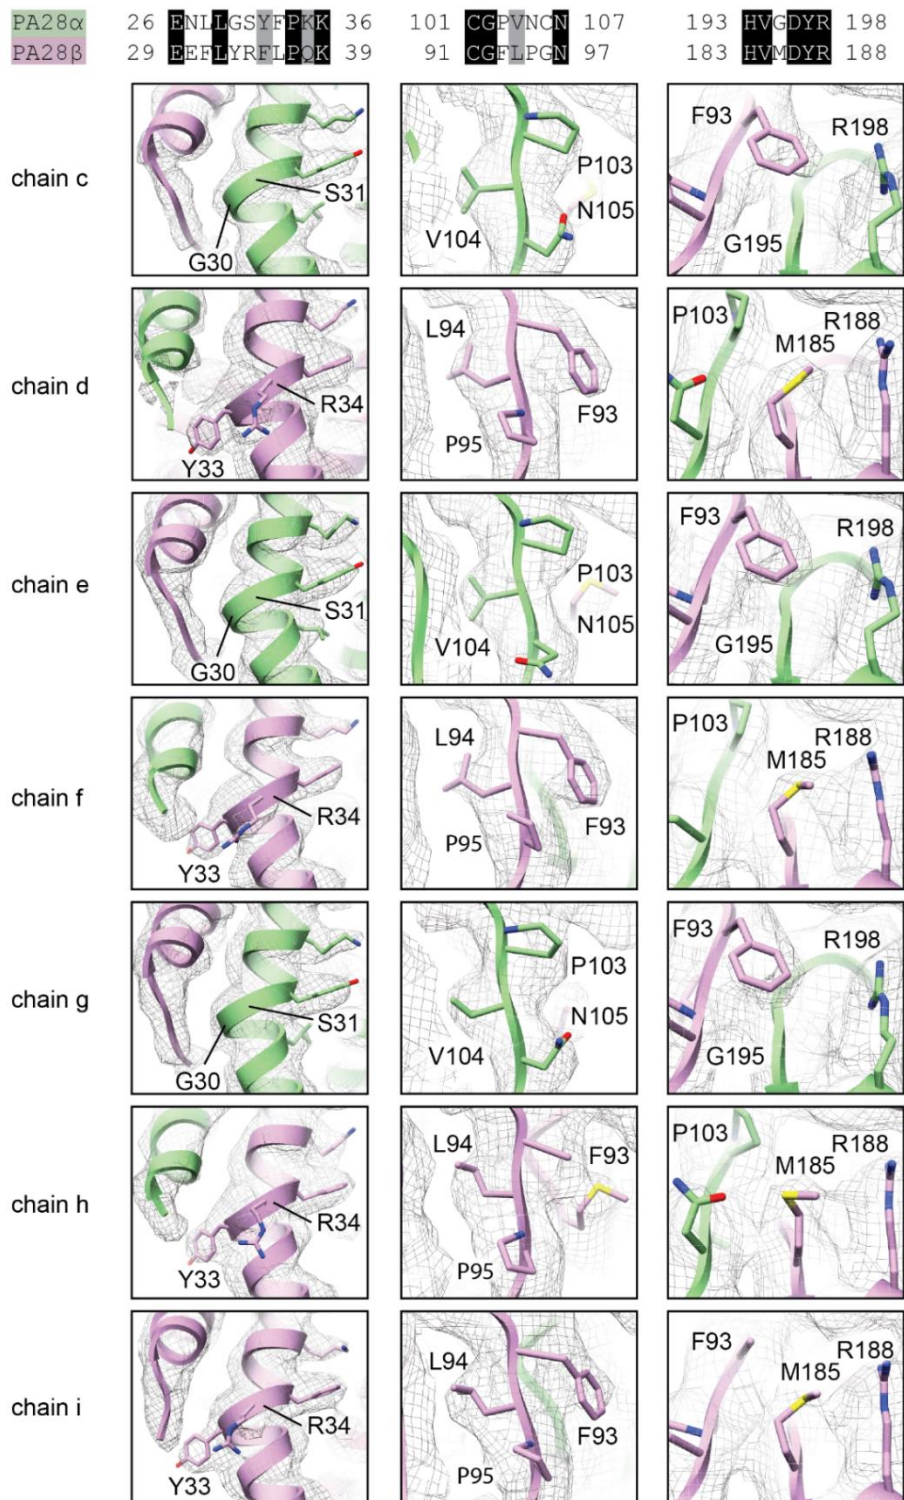 PA28α 26 ENLLGSYFPKK 36 101 CGPVNCN 107 193 HVGDYR 198
PA28β 29 EEFLYRFLPQK 39 91 CGFLPGN 97 183 HVMDYR 188
chain c
S31
G30
P103
N105
V104
F93
R198
G195
chain d
R34
Y33
L94
F93
P95
P103
R188
M185
chain e
S31
G30
P103
N105
V104
F93
R198
G195
chain f
R34
Y33
L94
F93
P95
P103
R188
M185
chain g
S31
G30
P103
N105
V104
F93
R198
G195
chain h
R34
Y33
L94
F93
P95
P103
R188
M185
chain i
R34
Y33
L94
F93
P95
F93
R188
M185